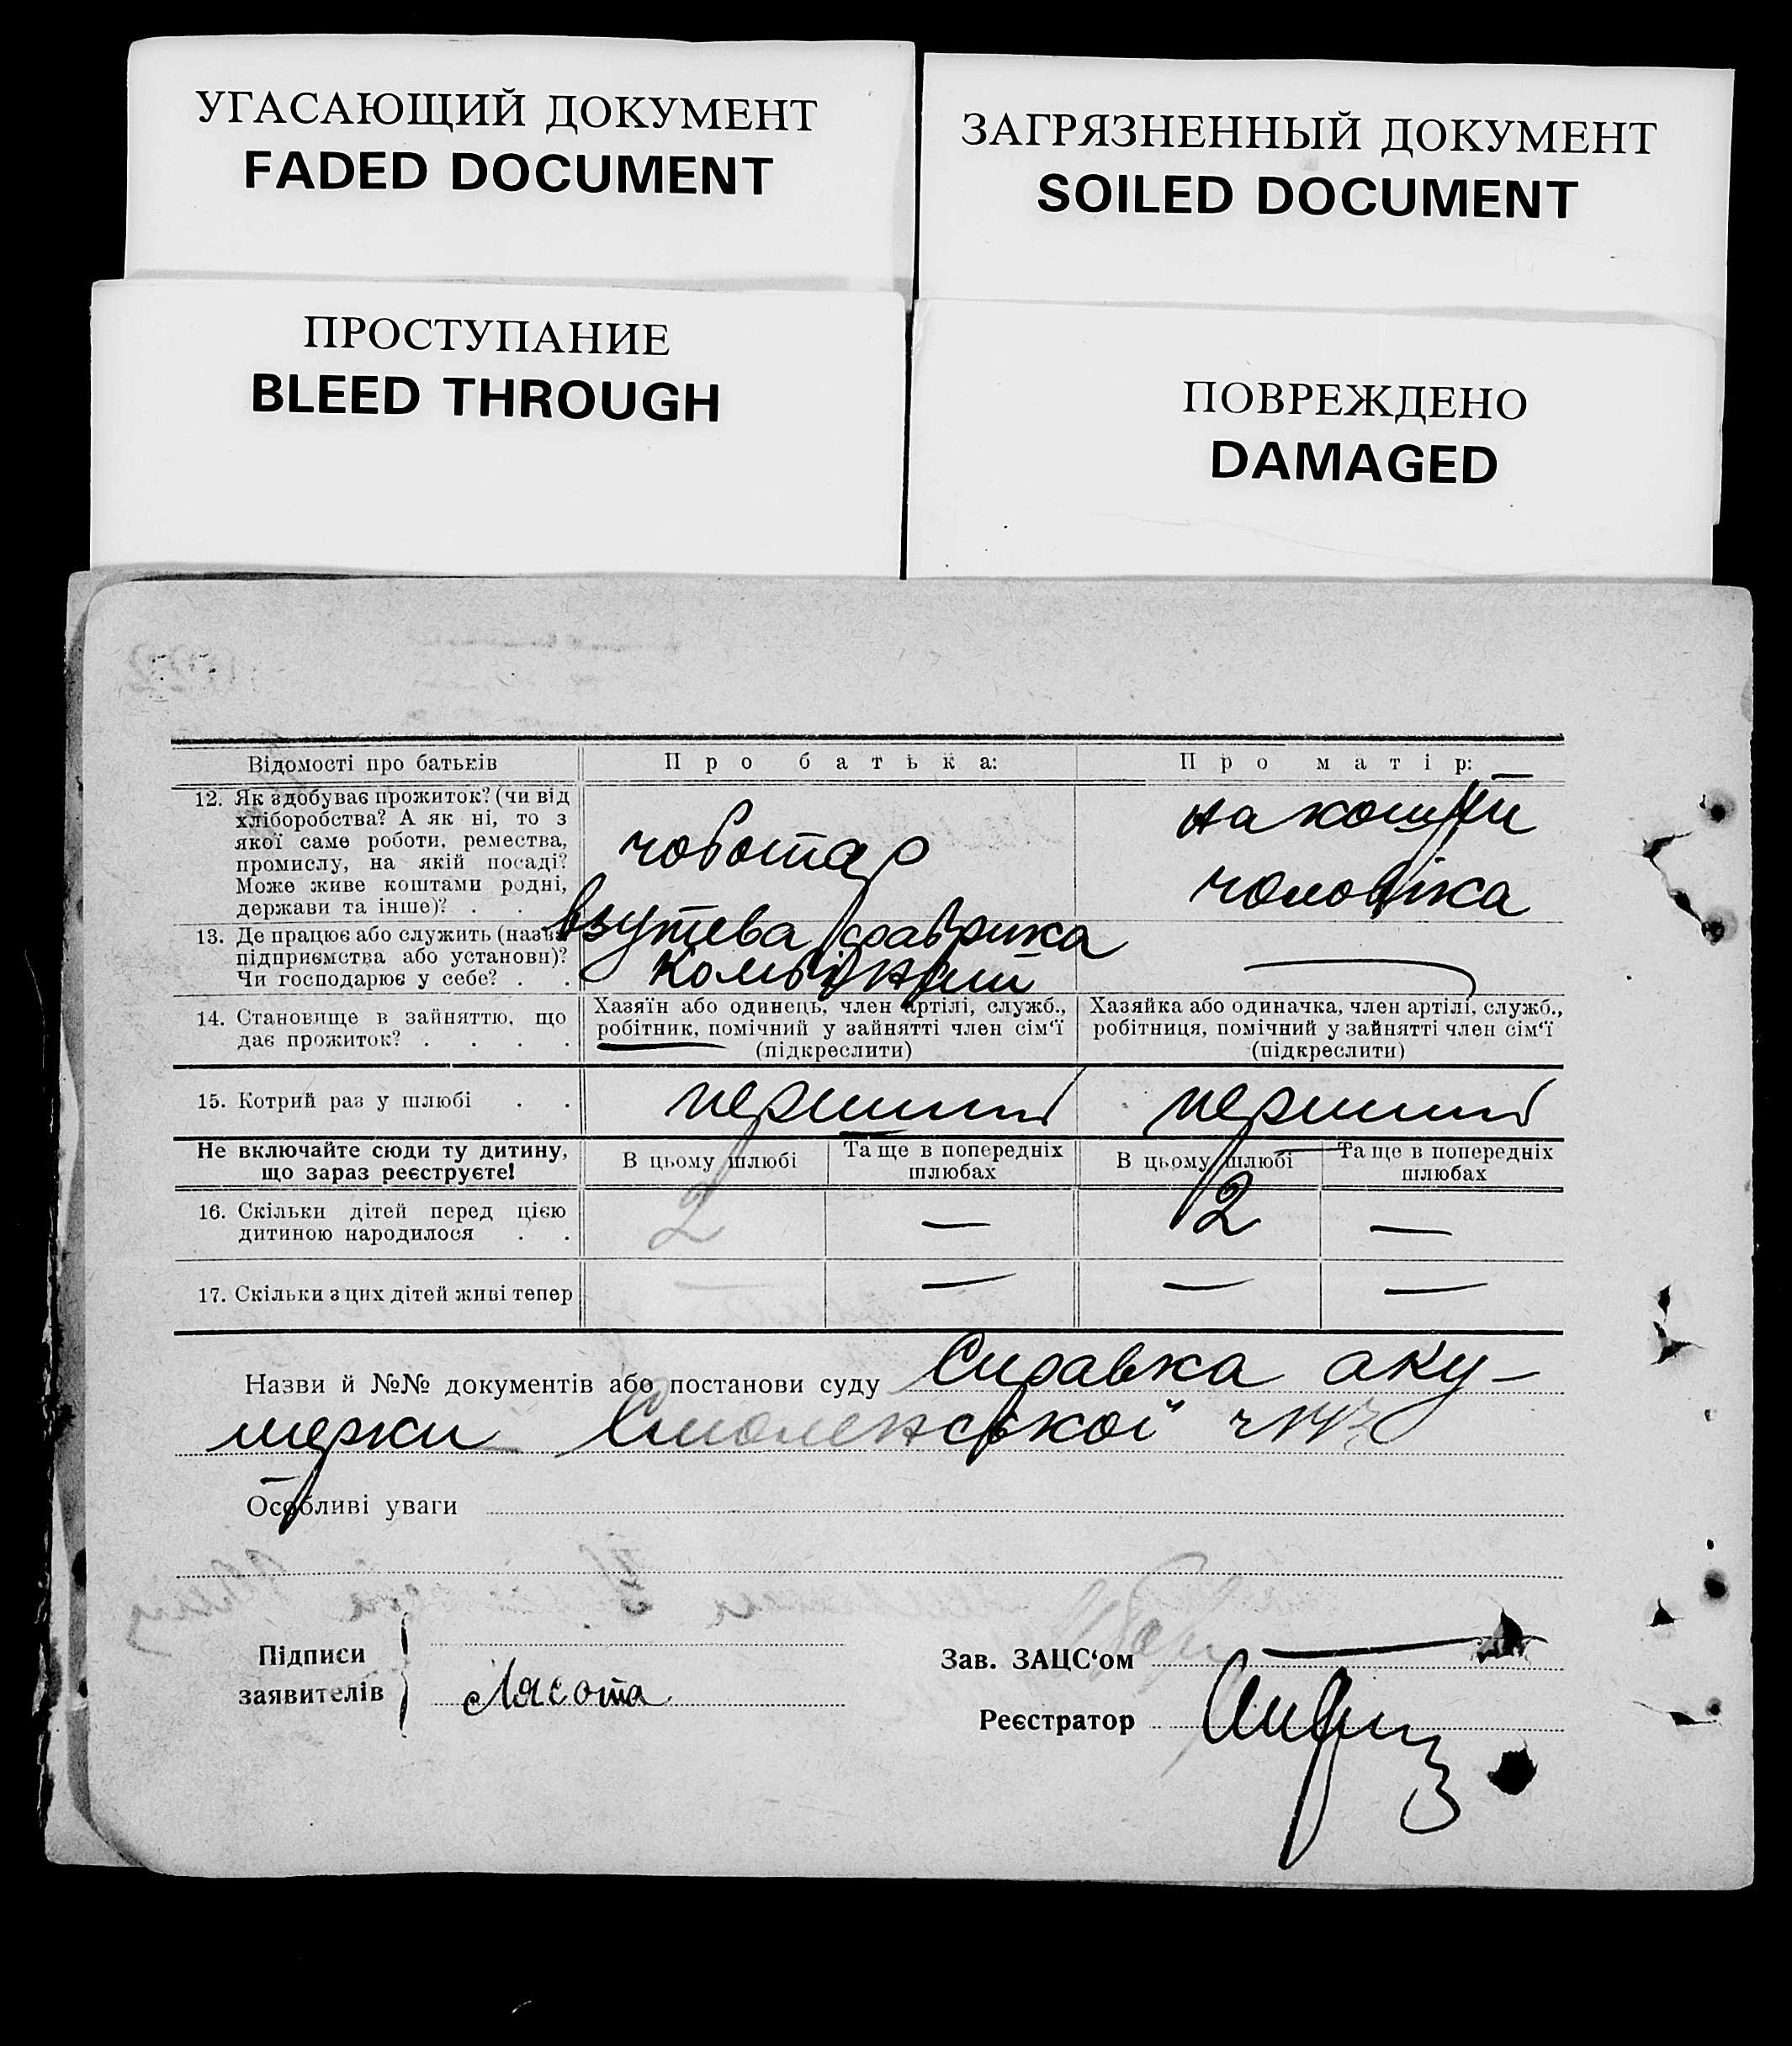 УГАСАЮЩИЙ ДОКУМЕНТ
FADED DOCUMENT
ЗАГРЯЗНЕННЫЙ ДОКУМЕНТ
SOILED DOCUMENT
ПРОСТУПАНИЕ
BLEED THROUGH
ПОВРЕЖДЕНО
DAMAGED
Відомості про батьків
Про батька:
Про матір:
12. Як здобуває прожиток? (чи від
хліборобства? А як ні, то з
якої саме роботи, ремества,
промислу, на якій посаді?
Може живе коштами родні,
держави та інше)? . .
чоботар
на кошти
чоловіка
13. Де працює або служить (назва
підприємства або установи)?
Чи господарює у себе? . .
взутева фабрика
—
14. Становище в зайняттю, що
дає прожиток? . . . .
Хазяїн або одинець, член артілі, служб.,
робітник, помічний у зайнятті член сім'ї
(підкреслити)
Хазяйка або одиначка, член артілі, служб.,
робітниця, помічний у зайнятті член сім'ї
(підкреслити)
15. Котрий раз у шлюбі . .
перший
перший
Не включайте сюди ту дитину,
що зараз реєструєте!
В цьому шлюбі
Та ще в попередніх
шлюбах
В цьому шлюбі
Та ще в попередніх
шлюбах
16. Скільки дітей перед цією
дитиною народилося . .
2
—
2
—
17. Скільки з цих дітей живі тепер
—
—
—
Назви й №№ документів або постанови суду Справка аку-
шерки Смоленської
Особливі уваги
Підписи
заявителів
Лясота
Зав. ЗАЦС'ом
Реєстратор